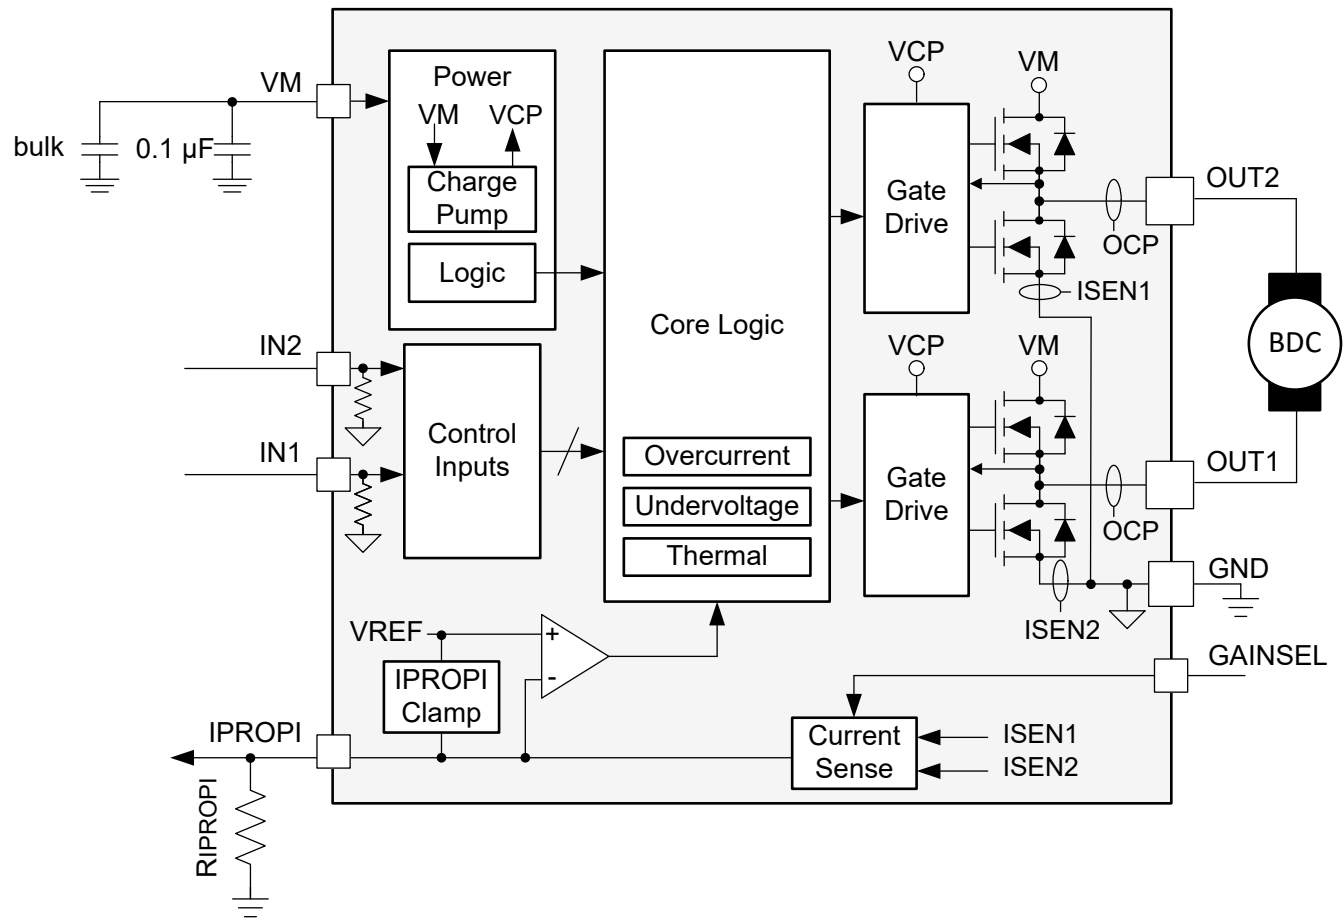 VM
bulk
0.1 µF
Power
VM
VCP
Charge
Pump
Logic
IN2
IN1
Control
Inputs
Core Logic
Overcurrent
Undervoltage
Thermal
VCP
VM
Gate
Drive
OCP
ISEN1
OUT2
BDC
VCP
VM
Gate
Drive
OCP
ISEN2
OUT1
GND
GAINSEL
VREF
+
-
IPROPI
Clamp
IPROPI
RIPROPI
Current
Sense
ISEN1
ISEN2